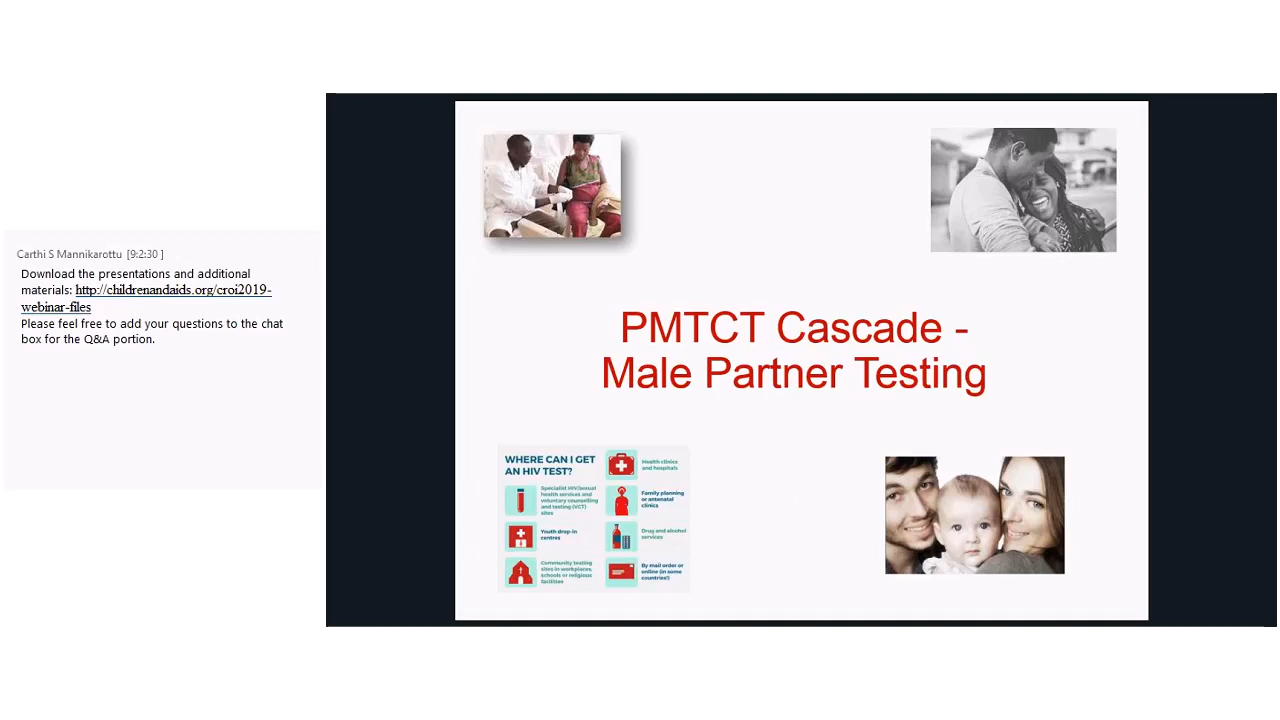 Carthi S Mannikarottu [9:2:30 ]
Download the presentations and additional
materials: http://childrenandaids.org/croi2019-
webinar-files
Please feel free to add your questions to the chat
box for the Q&A portion.
PMTCT Cascade -
Male Partner Testing
WHERE CAN I GET
AN HIV TEST?
Specialist HIV/sexual
health services and
voluntary counselling
and testing (VCT)
sites
Youth drop-in
centres
Community testing
sites in workplaces,
schools or religious
facilities
Health clinics
and hospitals
Family planning
or antenatal
clinics
Drug and alcohol
services
By mail order or
online (in some
countries!)